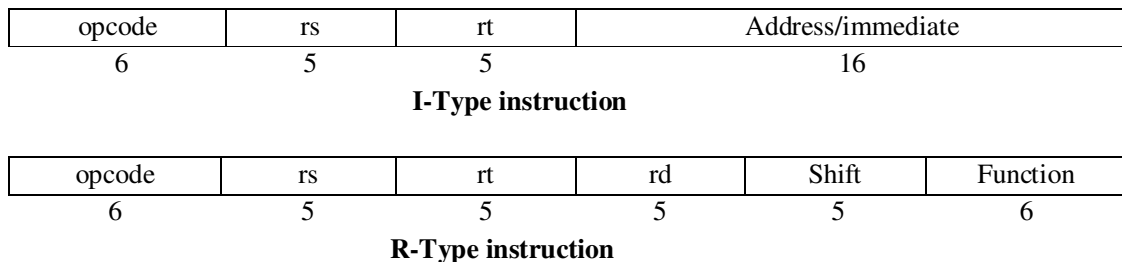 opcode rs rt Address/immediate
6 5 5 16
I-Type instruction
opcode rs rt rd Shift Function
6 5 5 5 5 6
R-Type instruction